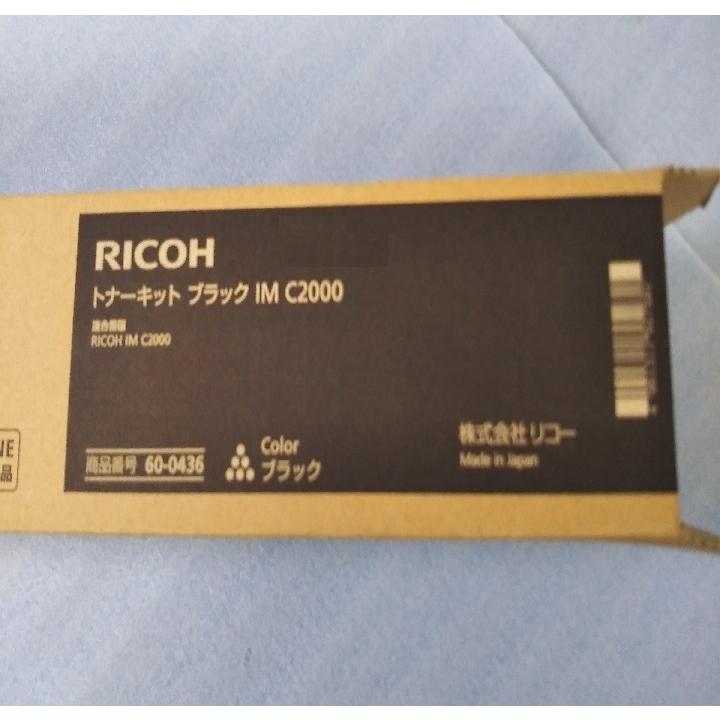 RICOH
トナーキット ブラック IM C2000
適合機種
RICOH IM C2000
商品番号 60-0436
Color
ブラック
株式会社 リコー
Made in Japan
NE
品